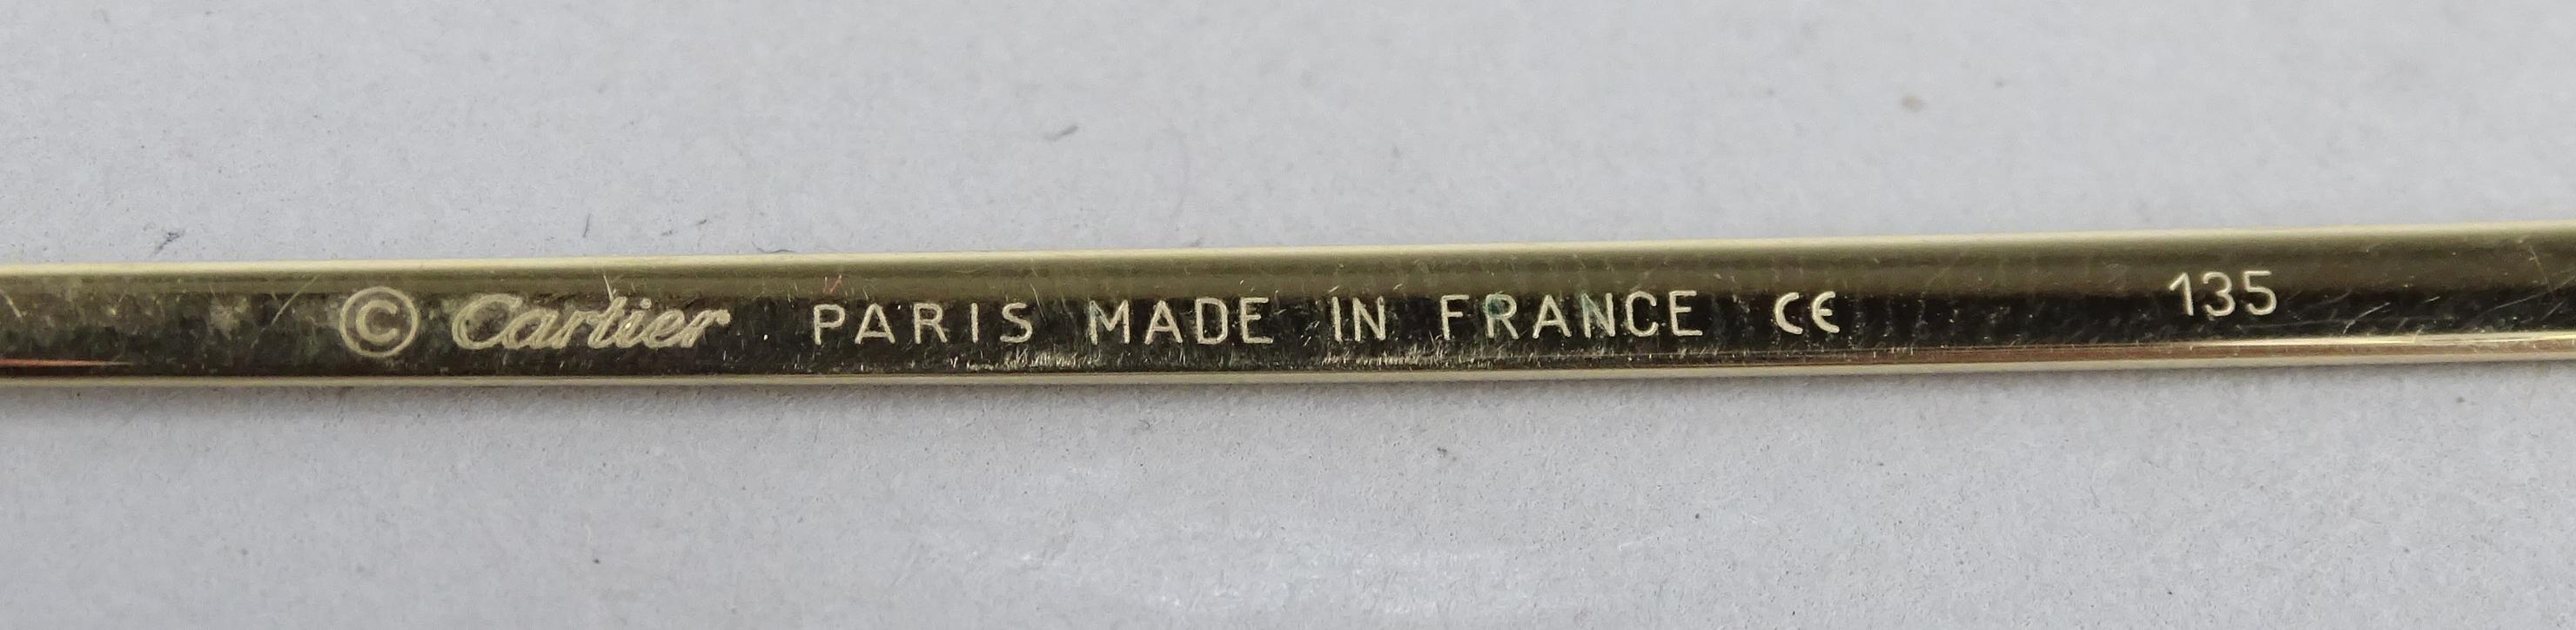 © Cartier PARIS MADE IN FRANCE CE 135